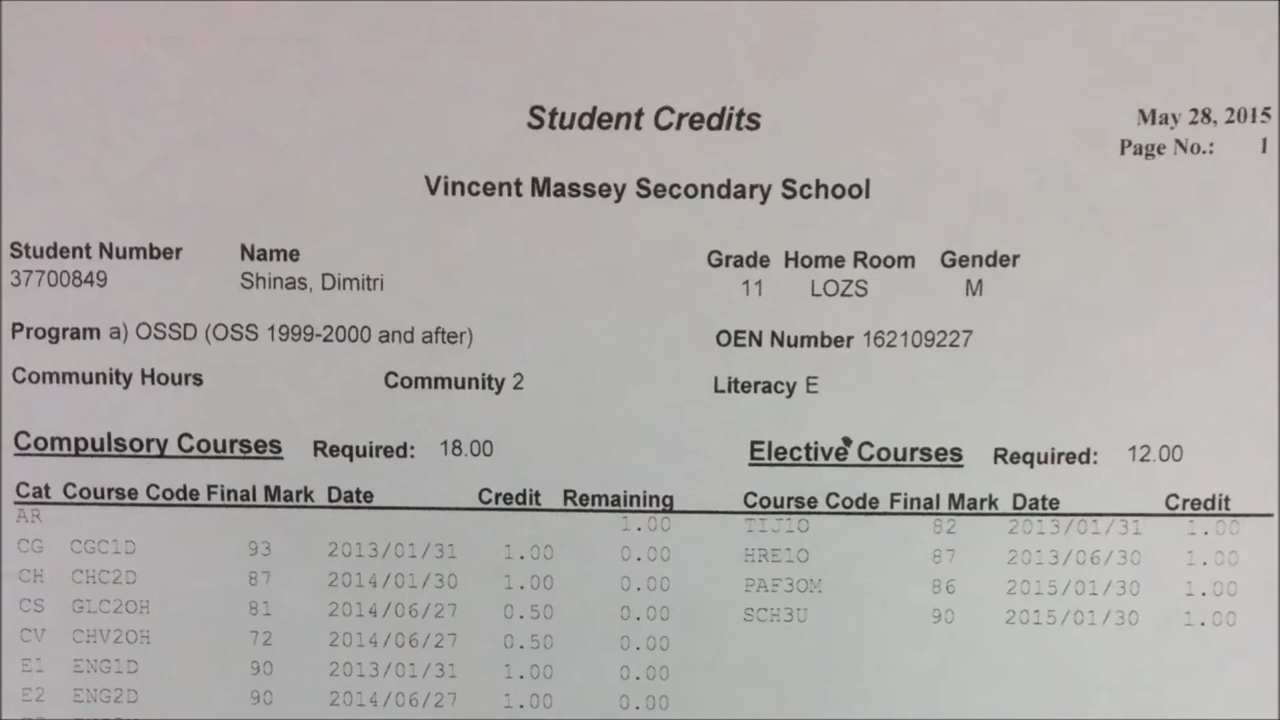 Student Credits
May 28, 2015
Page No.: 1
Vincent Massey Secondary School
Student Number Name Grade Home Room Gender
37700849 Shinas, Dimitri 11 LOZS M
Program a) OSSD (OSS 1999-2000 and after) OEN Number 162109227
Community Hours Community 2 Literacy E
Compulsory Courses Required: 18.00 Elective Courses Required: 12.00
Cat Course Code Final Mark Date Credit Remaining Course Code Final Mark Date Credit
AR 1.00 TIJ1O 82 2013/01/31 1.00
CG CGC1D 93 2013/01/31 1.00 0.00 HRE1O 87 2013/06/30 1.00
CH CHC2D 87 2014/01/30 1.00 0.00 PAF3OM 86 2015/01/30 1.00
CS GLC2OH 81 2014/06/27 0.50 0.00 SCH3U 90 2015/01/30 1.00
CV CHV2OH 72 2014/06/27 0.50 0.00
E1 ENG1D 90 2013/01/31 1.00 0.00
E2 ENG2D 90 2014/06/27 1.00 0.00